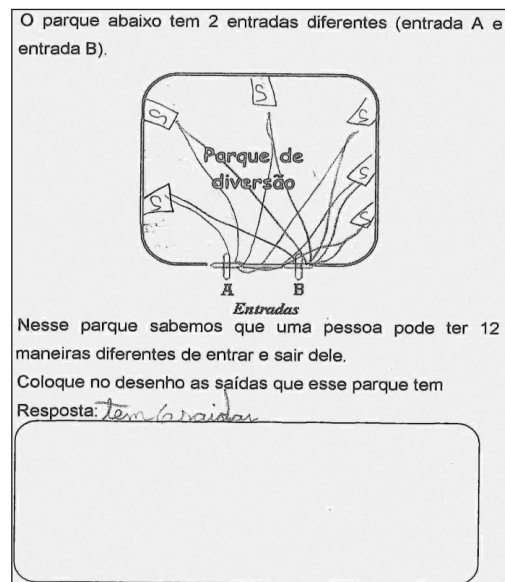 O parque abaixo tem 2 entradas diferentes (entrada A e
entrada B).
S
S
S
Parque de
diversão
S
S
S
A B
Entradas
Nesse parque sabemos que uma pessoa pode ter 12
maneiras diferentes de entrar e sair dele.
Coloque no desenho as saídas que esse parque tem
Resposta: tem 6 saidas